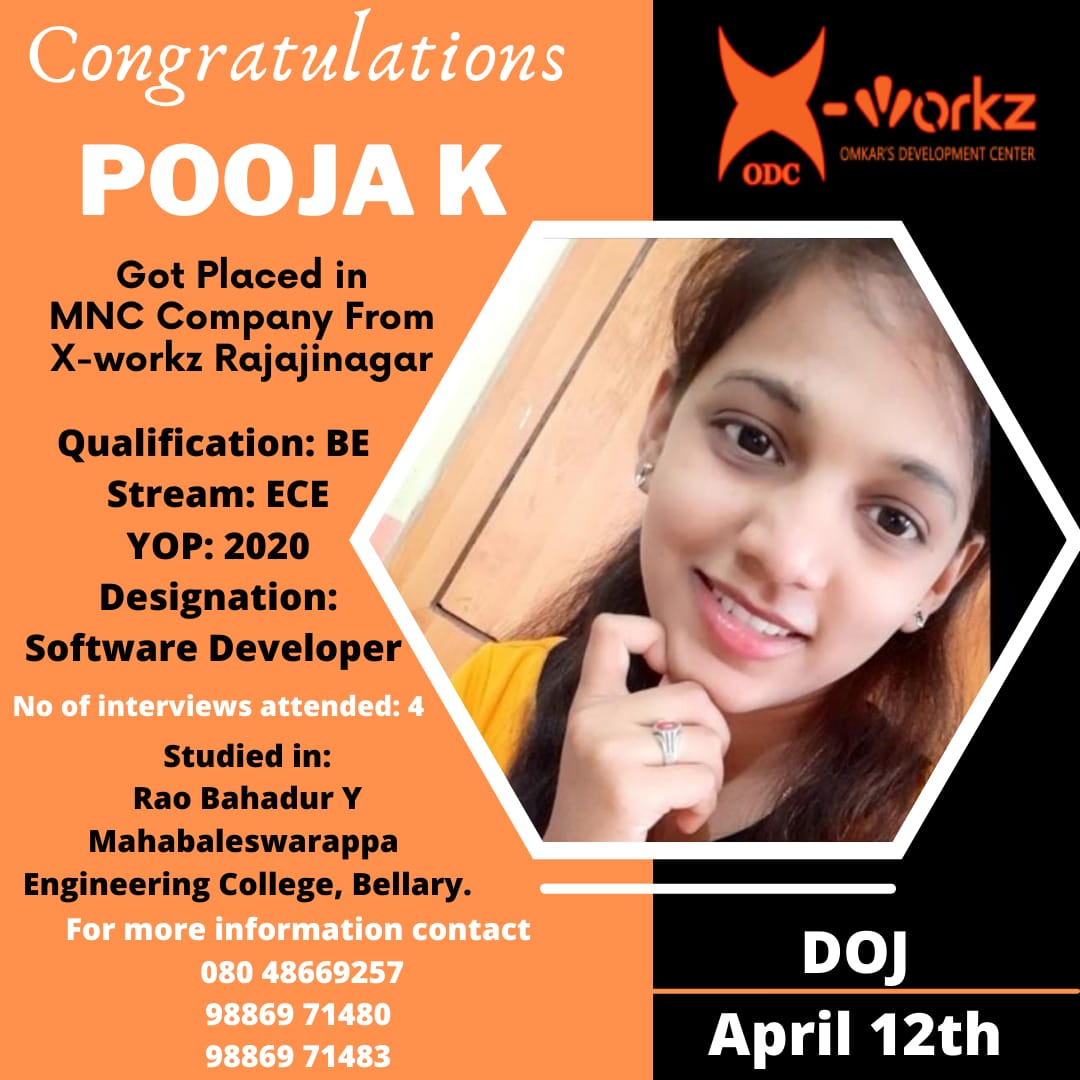 Congratulations
POOJA K
X-workz
OMKAR'S DEVELOPMENT CENTER
ODC
Got Placed in
MNC Company From
X-workz Rajajinagar
Qualification: BE
Stream: ECE
YOP: 2020
Designation:
Software Developer
No of interviews attended: 4
Studied in:
Rao Bahadur Y
Mahabaleswarappa
Engineering College, Bellary.
For more information contact
080 48669257
98869 71480
98869 71483
DOJ
April 12th